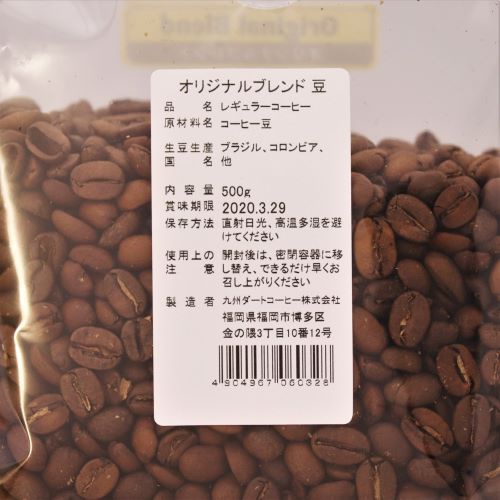 Original Blend
オリジナルブレンド 豆
品 名 レギュラーコーヒー
原材料名 コーヒー豆
生豆生産 ブラジル、コロンビア、
国 名 他
内 容 量 500g
賞味期限 2020.3.29
保存方法 直射日光、高温多湿を避
けてください
使用上の 開封後は、密閉容器に移
注 意 し替え、できるだけ早くお
召し上がりください
製 造 者 九州ダートコーヒー株式会社
福岡県福岡市博多区
金の隈3丁目10番12号
4904967060328